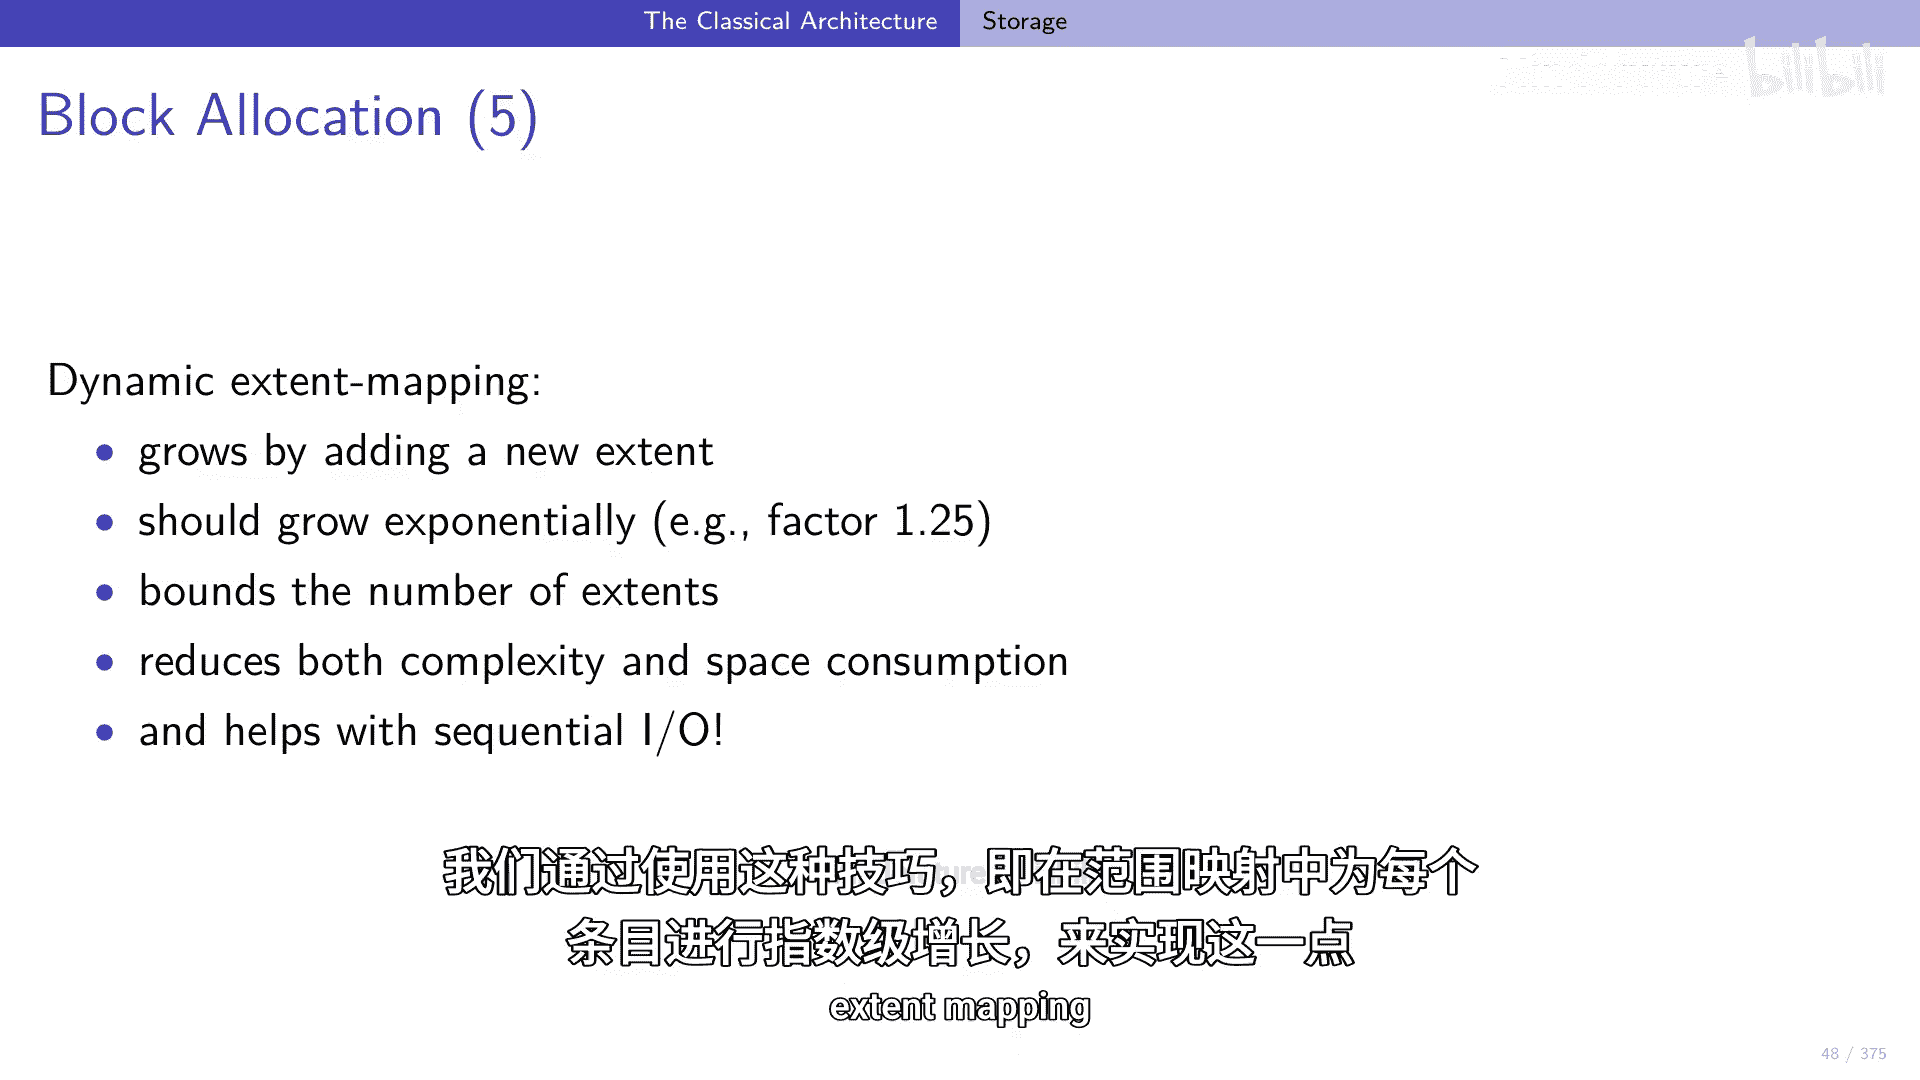 The Classical Architecture
Storage
bilibili
Block Allocation (5)
Dynamic extent-mapping:
• grows by adding a new extent
• should grow exponentially (e.g., factor 1.25)
• bounds the number of extents
• reduces both complexity and space consumption
• and helps with sequential I/O!
我们通过使用这种技巧，即在范围映射中为每个
条目进行指数级增长，来实现这一点
extent mapping
48 / 375